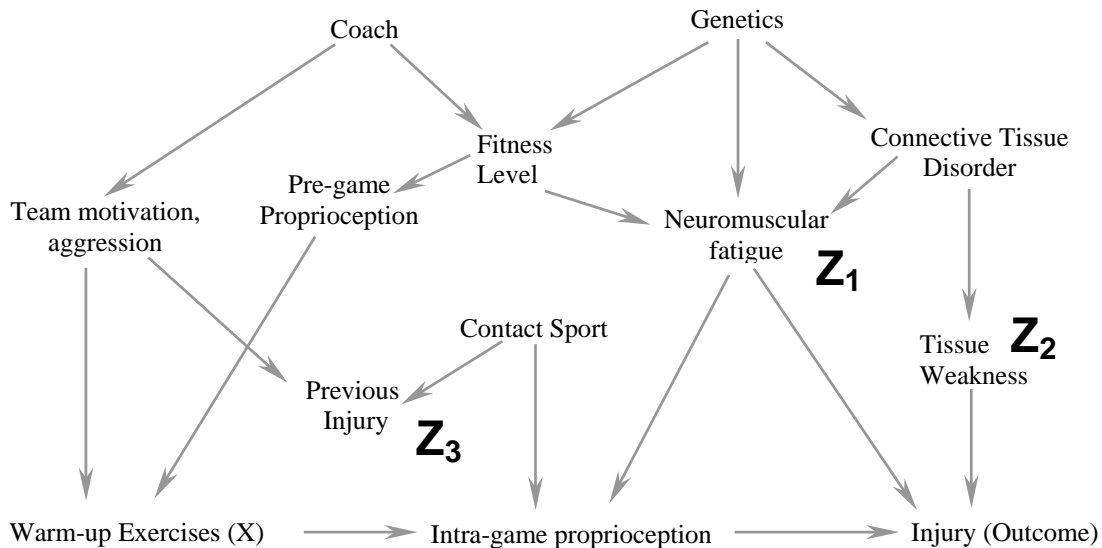 Coach
Genetics
Fitness
Level
Connective Tissue
Disorder
Pre-game
Proprioception
Team motivation,
aggression
Neuromuscular
fatigue
Z₁
Contact Sport
Tissue
Weakness
Z₂
Previous
Injury
Z₃
Warm-up Exercises (X)
Intra-game proprioception
Injury (Outcome)